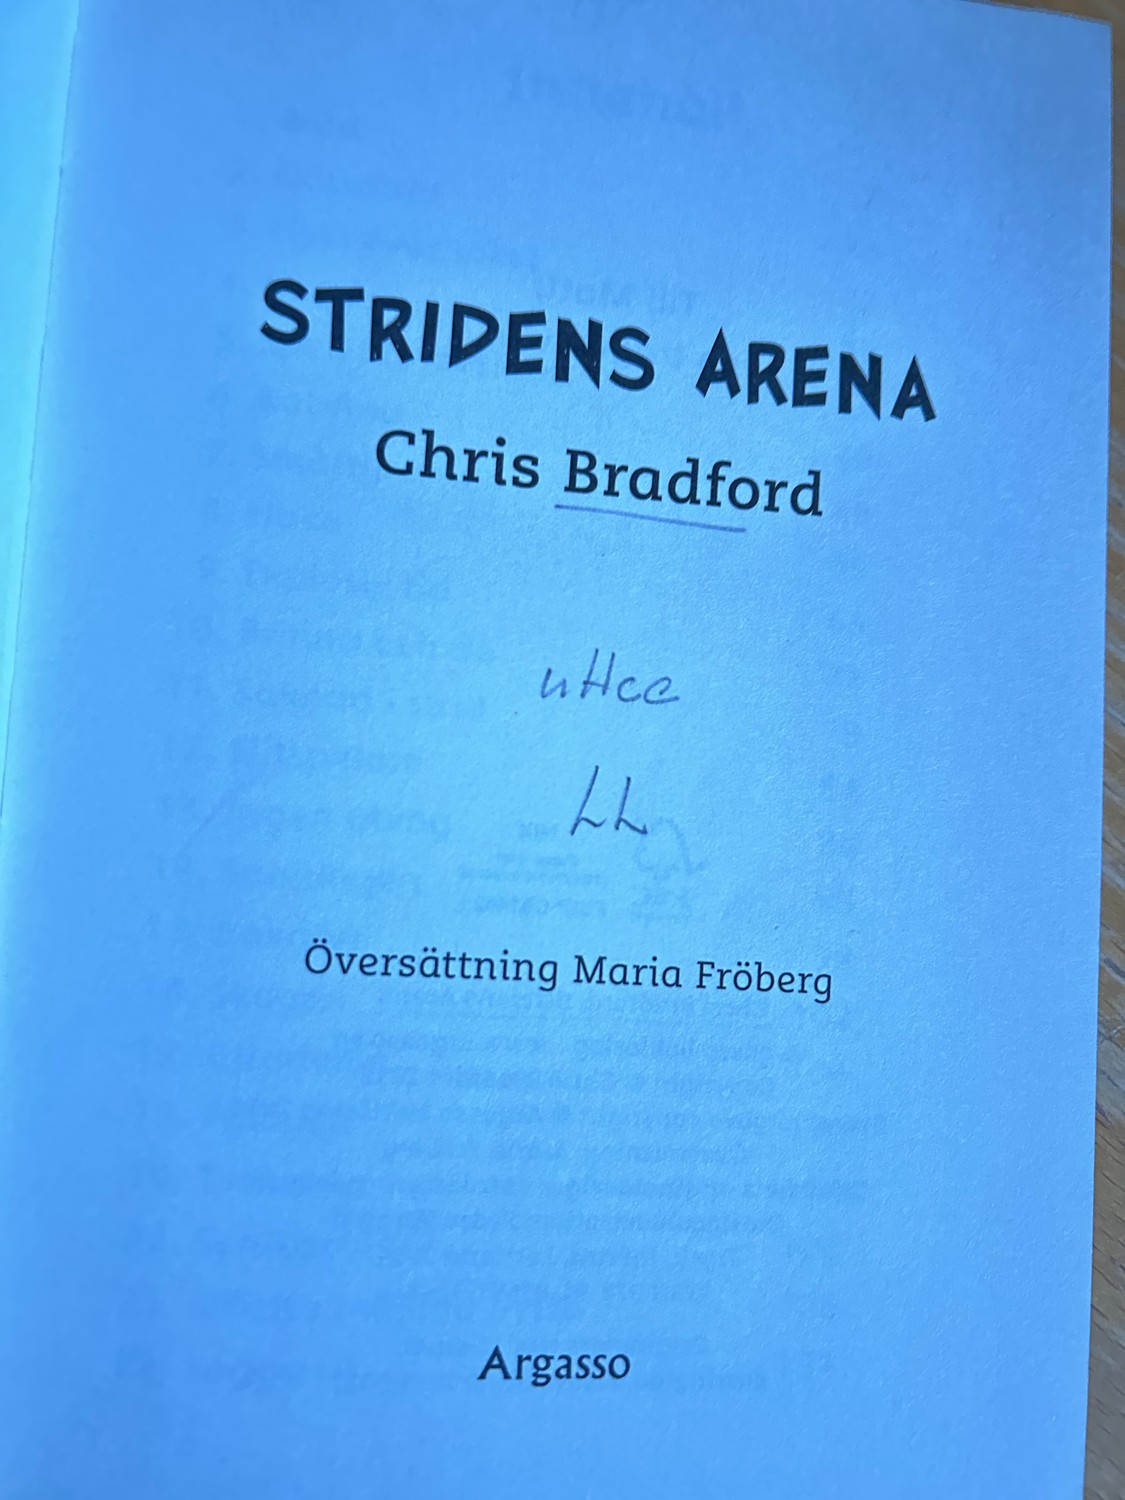 STRIDENS ARENA
Chris Bradford
uHcc
LL
Översättning Maria Fröberg
Argasso